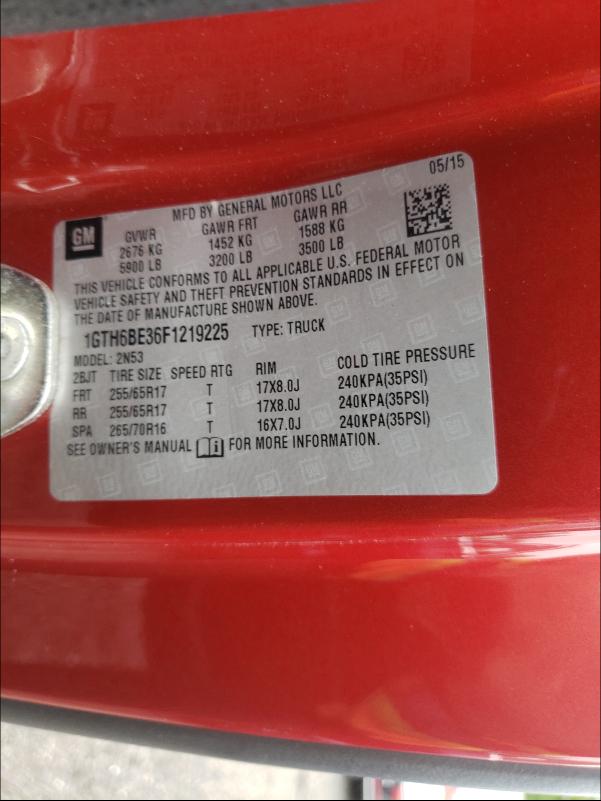 05/15
MFD BY GENERAL MOTORS LLC
GM
GVWR GAWR FRT GAWR RR
2676 KG 1452 KG 1588 KG
5900 LB 3200 LB 3500 LB
THIS VEHICLE CONFORMS TO ALL APPLICABLE U.S. FEDERAL MOTOR
VEHICLE SAFETY AND THEFT PREVENTION STANDARDS IN EFFECT ON
THE DATE OF MANUFACTURE SHOWN ABOVE.
1GTH6BE36F1219225 TYPE: TRUCK
MODEL: 2N53
2BJT TIRE SIZE SPEED RTG RIM COLD TIRE PRESSURE
FRT 255/65R17 T 17X8.0J 240KPA(35PSI)
RR 255/65R17 T 17X8.0J 240KPA(35PSI)
SPA 265/70R16 T 16X7.0J 240KPA(35PSI)
SEE OWNER'S MANUAL FOR MORE INFORMATION.